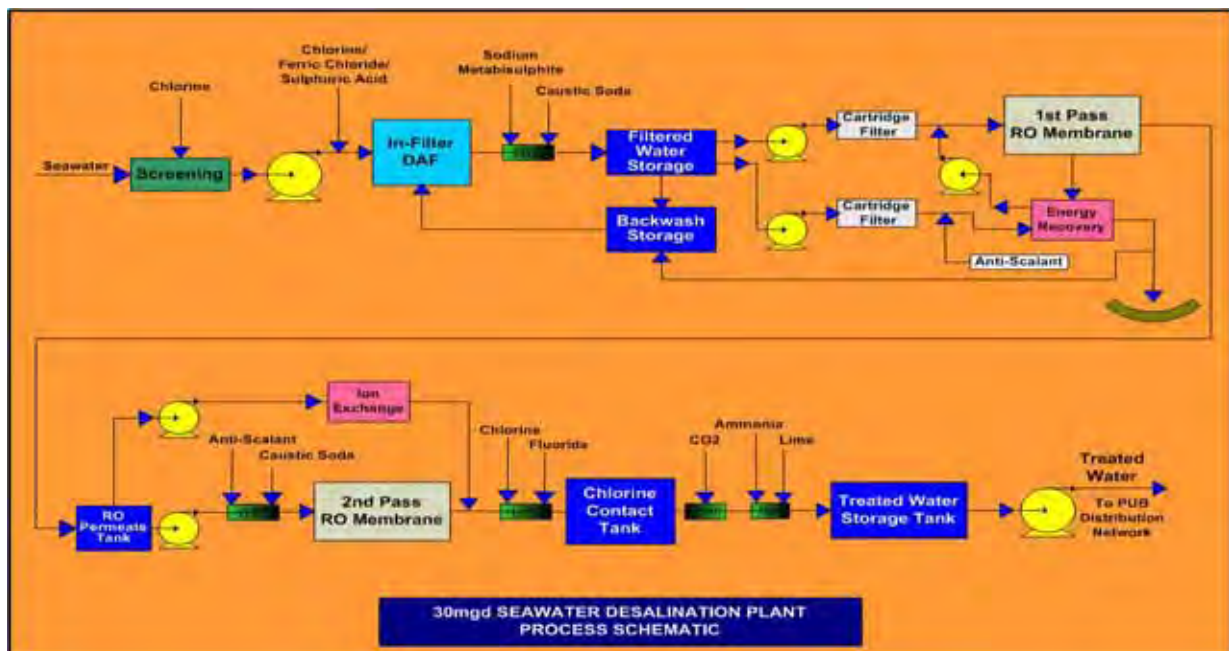 Chlorine/
Ferric Chloride/
Sulphuric Acid
Chlorine
Sodium
Metabisulphite
Caustic Soda
Seawater
Screening
In-Filter
DAF
Filtered
Water
Storage
Backwash
Storage
Cartridge
Filter
Cartridge
Filter
1st Pass
RO Membrane
Energy
Recovery
Anti-Scalant
Ion
Exchange
Anti-Scalant
Caustic Soda
RO
Permeate
Tank
2nd Pass
RO Membrane
Chlorine
Fluoride
Chlorine
Contact
Tank
CO2
Ammonia
Lime
Treated Water
Storage Tank
Treated
Water
To PUB
Distribution
Network
30mgd SEAWATER DESALINATION PLANT
PROCESS SCHEMATIC